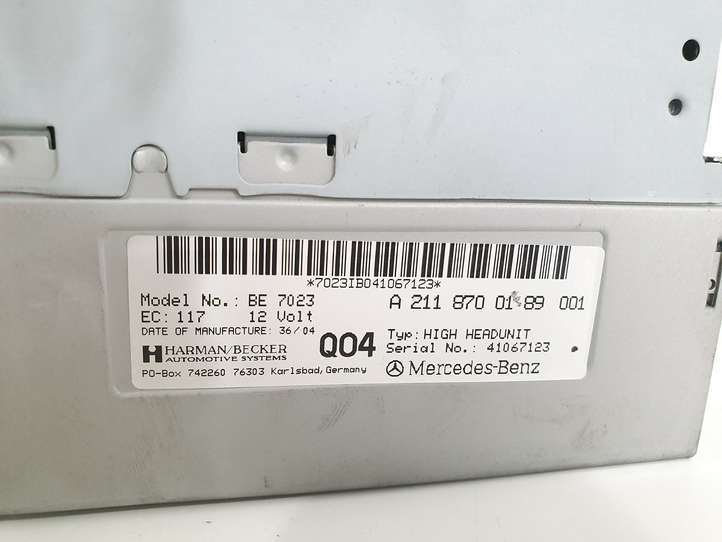 *7023IB041067123*
Model No.: BE 7023
A 211 870 01 89 001
EC: 117 12 Volt
DATE OF MANUFACTURE: 36/04
Typ: HIGH HEADUNIT
HARMAN/BECKER
AUTOMOTIVE SYSTEMS
Q04
Serial No.: 41067123
PO-Box 742260 76303 Karlsbad, Germany
Mercedes-Benz